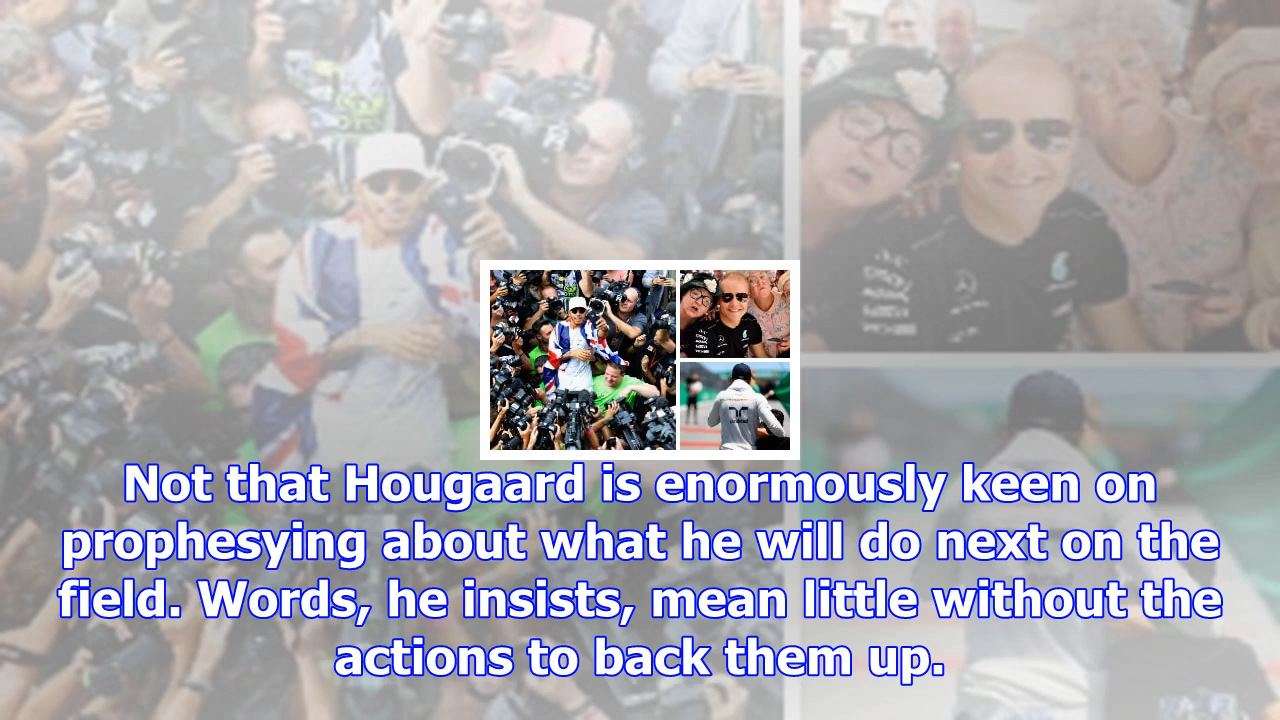 Not that Hougaard is enormously keen on
prophesying about what he will do next on the
field. Words, he insists, mean little without the
actions to back them up.